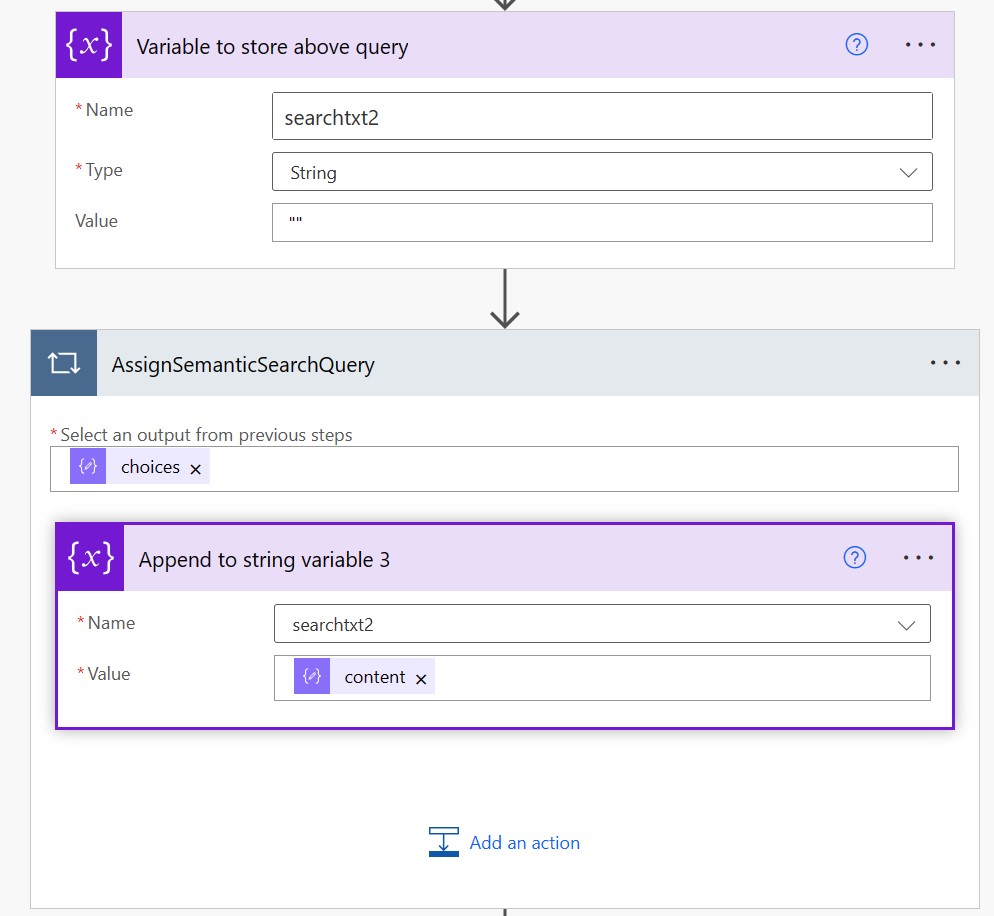 {x} Variable to store above query ? ...
* Name searchtxt2
* Type String
Value ""
AssignSemanticSearchQuery ...
* Select an output from previous steps
choices ×
{x} Append to string variable 3 ? ...
* Name searchtxt2
* Value content ×
Add an action